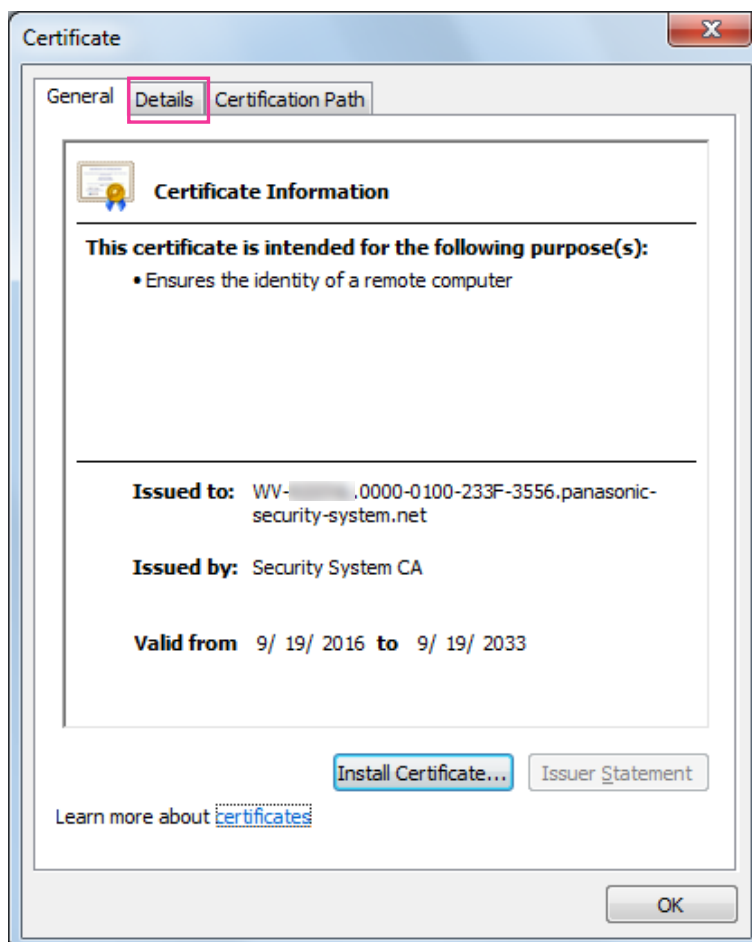 Certificate
General Details Certification Path
Certificate Information
This certificate is intended for the following purpose(s):
• Ensures the identity of a remote computer
Issued to: WV- .0000-0100-233F-3556.panasonic-
security-system.net
Issued by: Security System CA
Valid from 9/ 19/ 2016 to 9/ 19/ 2033
Install Certificate... Issuer Statement
Learn more about certificates
OK